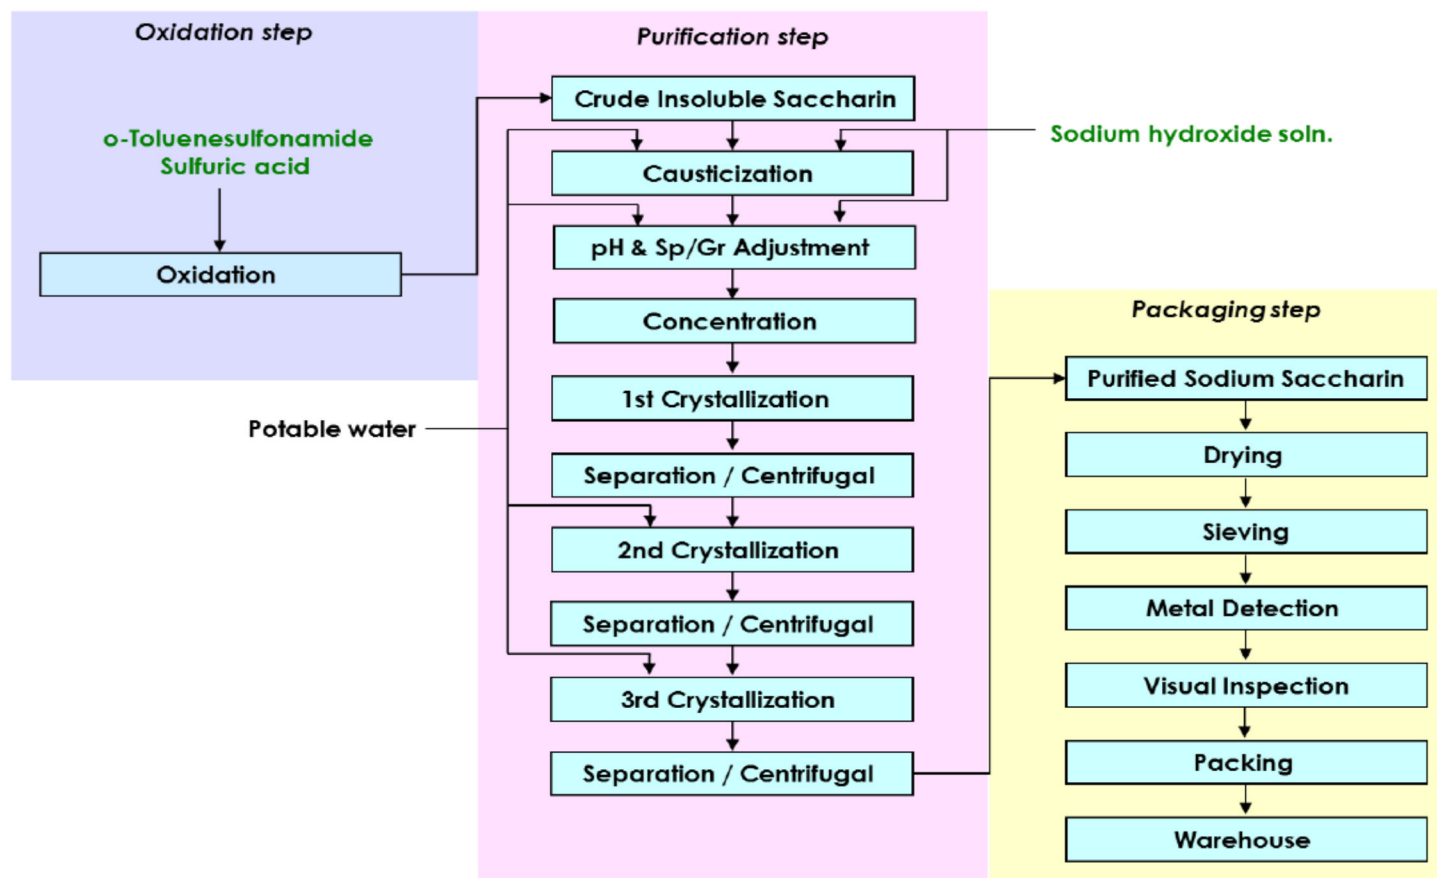 Oxidation step
o-Toluenesulfonamide
Sulfuric acid
Oxidation
Purification step
Crude Insoluble Saccharin
Sodium hydroxide soln.
Causticization
pH & Sp/Gr Adjustment
Concentration
1st Crystallization
Potable water
Separation / Centrifugal
2nd Crystallization
Separation / Centrifugal
3rd Crystallization
Separation / Centrifugal
Packaging step
Purified Sodium Saccharin
Drying
Sieving
Metal Detection
Visual Inspection
Packing
Warehouse